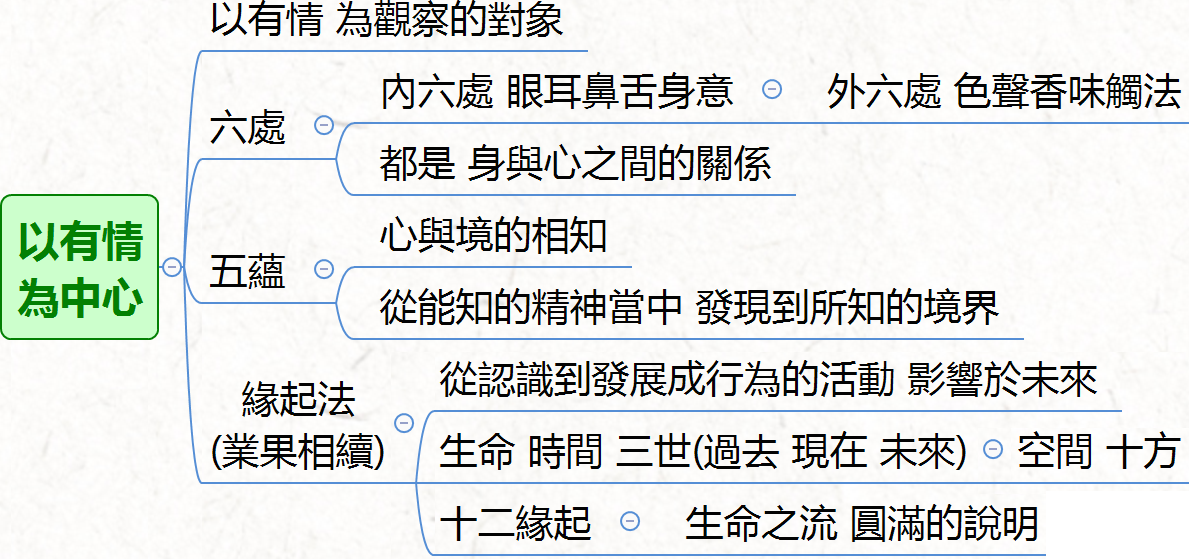 以有情 為觀察的對象
六處
內六處 眼耳鼻舌身意
外六處 色聲香味觸法
都是 身與心之間的關係
以有情
為中心
五蘊
心與境的相知
從能知的精神當中 發現到所知的境界
緣起法
(業果相續)
從認識到發展成行為的活動 影響於未來
生命 時間 三世(過去 現在 未來)
空間 十方
十二緣起
生命之流 圓滿的說明